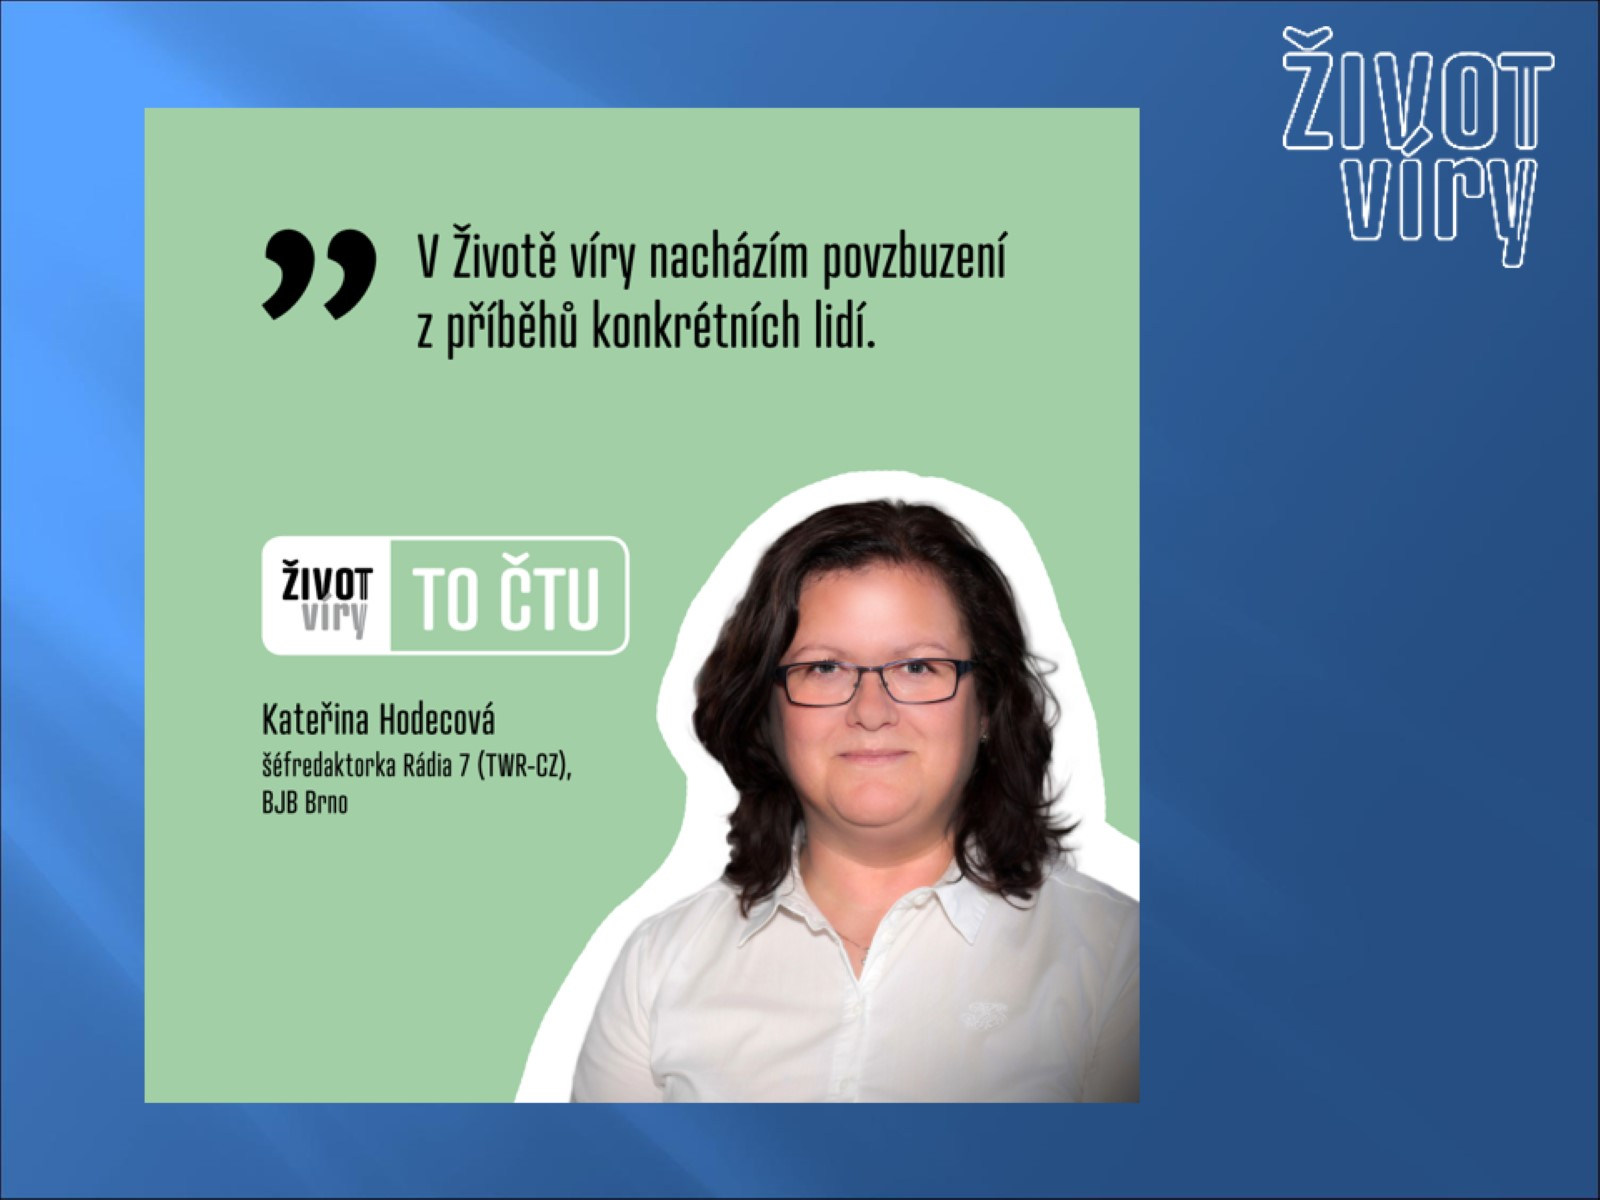 ŽIVOT
víry
” V Životě víry nacházím povzbuzení
z příběhů konkrétních lidí.
ŽIVOT
víry
TO ČTU
Kateřina Hodecová
šéfredaktorka Rádia 7 (TWR-CZ),
BJB Brno